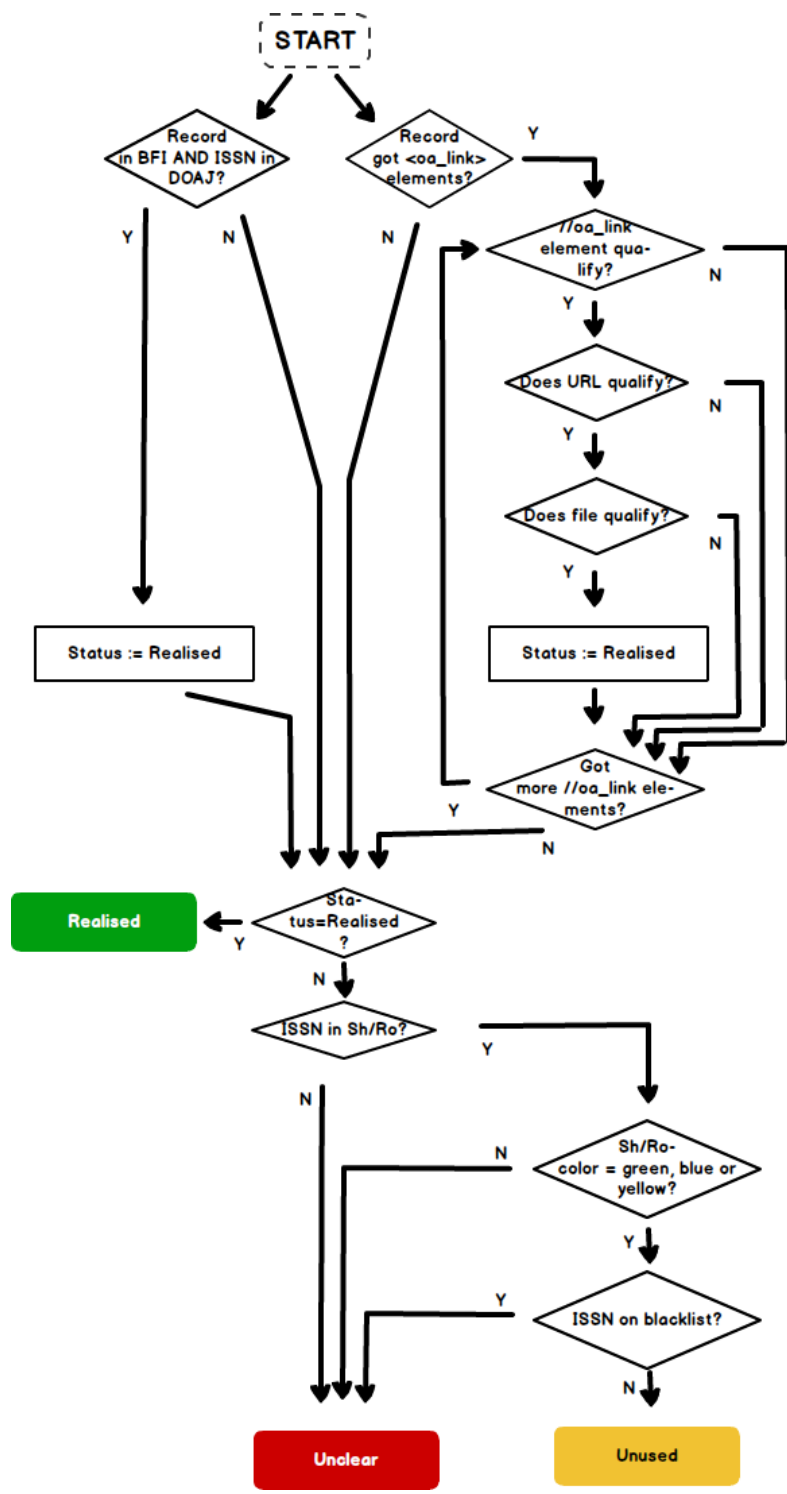 START
Record
in BFI AND ISSN in
DOAJ?
Record
got <oa_link>
elements?
Y
Y
N
N
//oa_link
element qua-
lify?
N
Y
Does URL qualify?
N
Y
Does file qualify?
N
Y
Status := Realised
Status := Realised
Got
more //oa_link ele-
ments?
Y
N
Sta-
tus=Realised
?
Realised
Y
N
ISSN in Sh/Ro?
Y
N
Sh/Ro-
color = green, blue or
yellow?
N
Y
ISSN on blacklist?
Y
N
Unclear
Unused